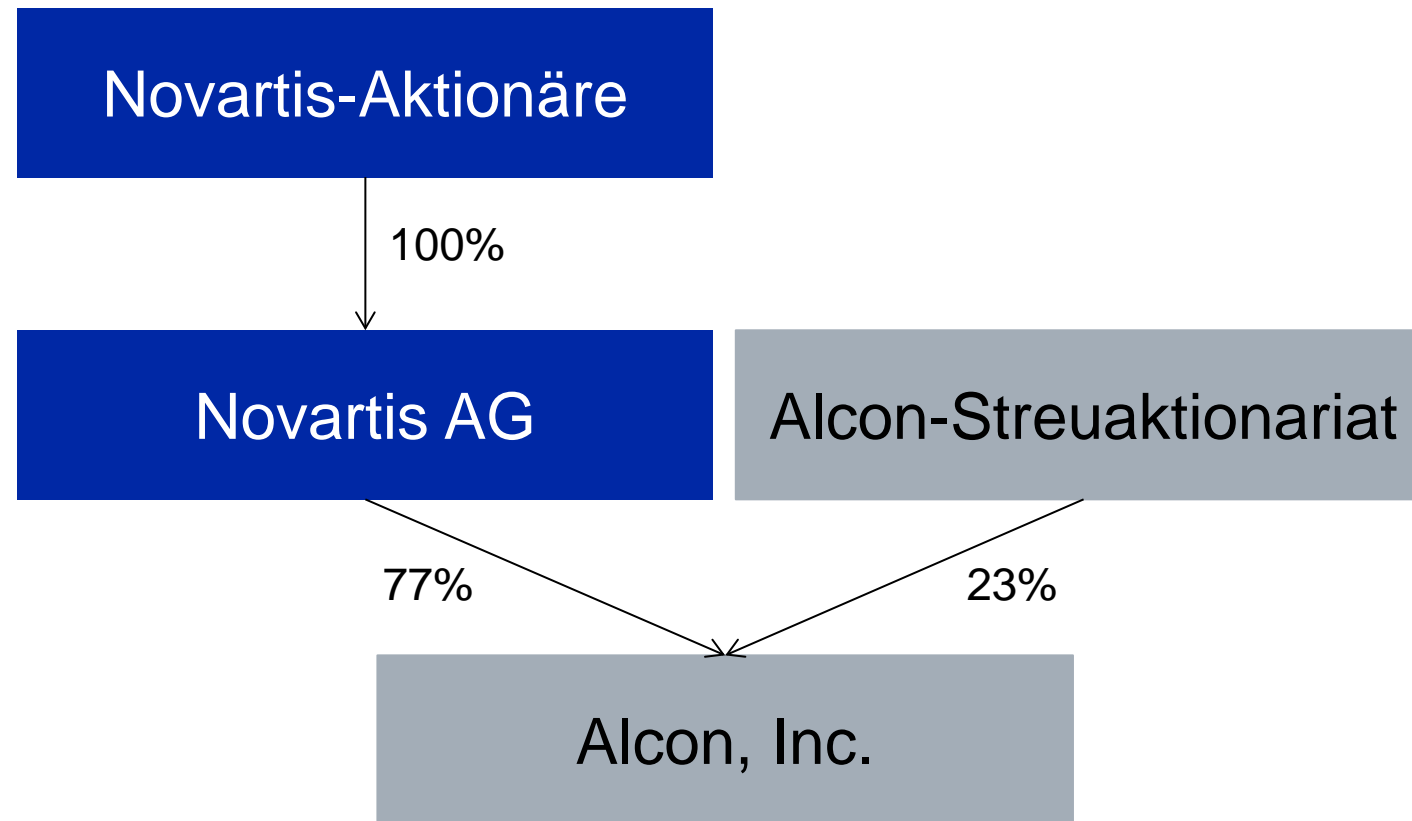 Novartis-Aktionäre
100%
Novartis AG
Alcon-Streuaktionariat
77%
23%
Alcon, Inc.